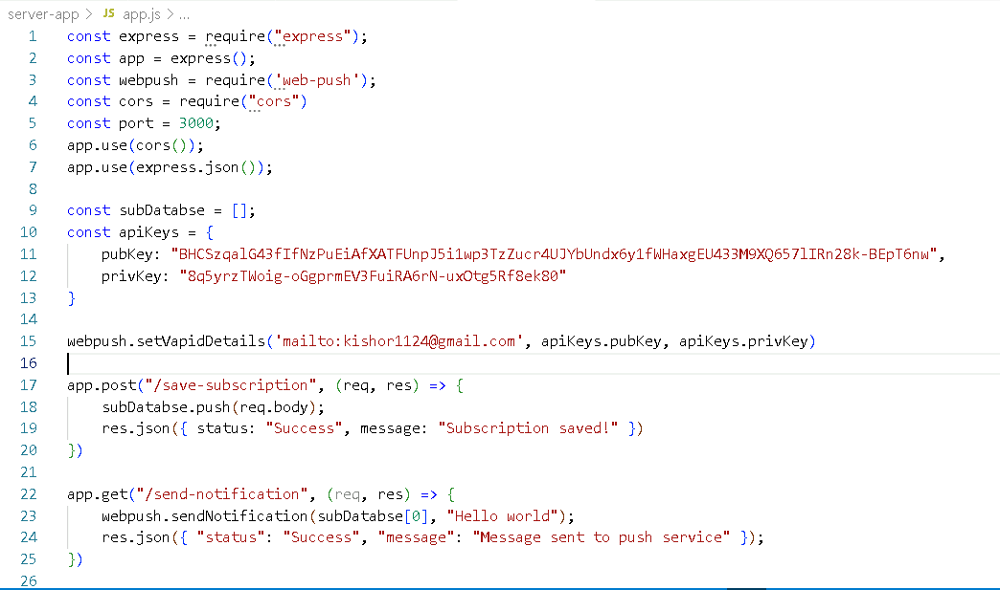 server-app > JS app.js > ...
1 const express = require("express");
2 const app = express();
3 const webpush = require('web-push');
4 const cors = require("cors")
5 const port = 3000;
6 app.use(cors());
7 app.use(express.json());
8
9 const subDatabse = [];
10 const apiKeys = {
11 pubKey: "BHCSzqalG43fIfNzPuEiAfXATFUnpJ5i1wp3TzZucr4UJYbUndx6y1fWHaxgEU433M9XQ657lIRn28k-BEpT6nw",
12 privKey: "8q5yrzTWoig-oGgprmEV3FuiRA6rN-uxOtg5Rf8ek80"
13 }
14
15 webpush.setVapidDetails('mailto:kishor1124@gmail.com', apiKeys.pubKey, apiKeys.privKey)
16
17 app.post("/save-subscription", (req, res) => {
18 subDatabse.push(req.body);
19 res.json({ status: "Success", message: "Subscription saved!" })
20 })
21
22 app.get("/send-notification", (req, res) => {
23 webpush.sendNotification(subDatabse[0], "Hello world");
24 res.json({ "status": "Success", "message": "Message sent to push service" });
25 })
26